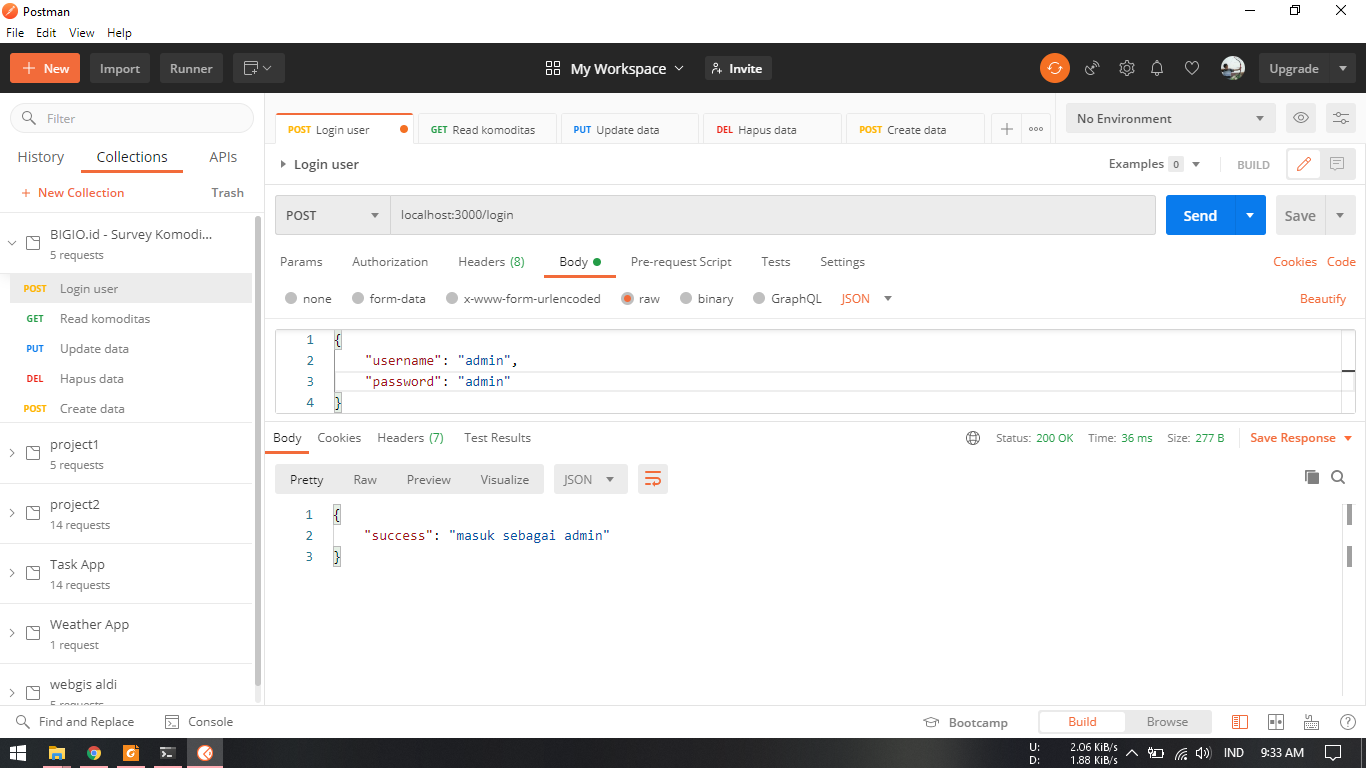 Postman
File Edit View Help
New Import Runner My Workspace Invite Upgrade
Filter
History Collections APIs
+ New Collection Trash
BIGIO.id - Survey Komodi...
5 requests
POST Login user
GET Read komoditas
PUT Update data
DEL Hapus data
POST Create data
project1
5 requests
project2
14 requests
Task App
14 requests
Weather App
1 request
webgis aldi
5 requests
POST Login user GET Read komoditas PUT Update data DEL Hapus data POST Create data No Environment
Login user Examples 0 BUILD
POST localhost:3000/login Send Save
Params Authorization Headers (8) Body Pre-request Script Tests Settings Cookies Code
none form-data x-www-form-urlencoded raw binary GraphQL JSON Beautify
1 {
2 "username": "admin",
3 "password": "admin"
4 }
Body Cookies Headers (7) Test Results Status: 200 OK Time: 36 ms Size: 277 B Save Response
Pretty Raw Preview Visualize JSON
1 {
2 "success": "masuk sebagai admin"
3 }
Find and Replace Console Bootcamp Build Browse
U: 2.06 KiB/s
D: 1.88 KiB/s
IND 9:33 AM